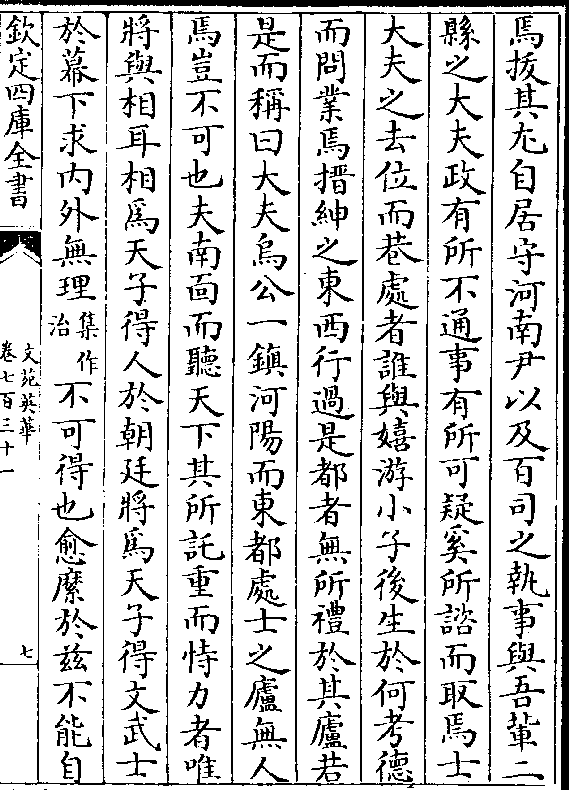 焉拔其尤自居守河南尹以及百司之執事與吾輩二
縣之大夫政有所不通事有所可疑奚所諮而取焉士
大夫之去位而巷處者誰與嬉游小子後生於何考德
而問業焉搢紳之東西行過是都者無所禮於其廬若
是而稱曰大夫烏公一鎮河陽而東都處士之廬無人
焉豈不可也夫南面而聽天下其所託重而恃力者唯
將與相耳相為天子得人於朝廷將為天子得文武士
於幕下求内外無理集作治不可得也愈縻於兹不能自
欽定四庫全書
文苑英華
卷七百三十一
七